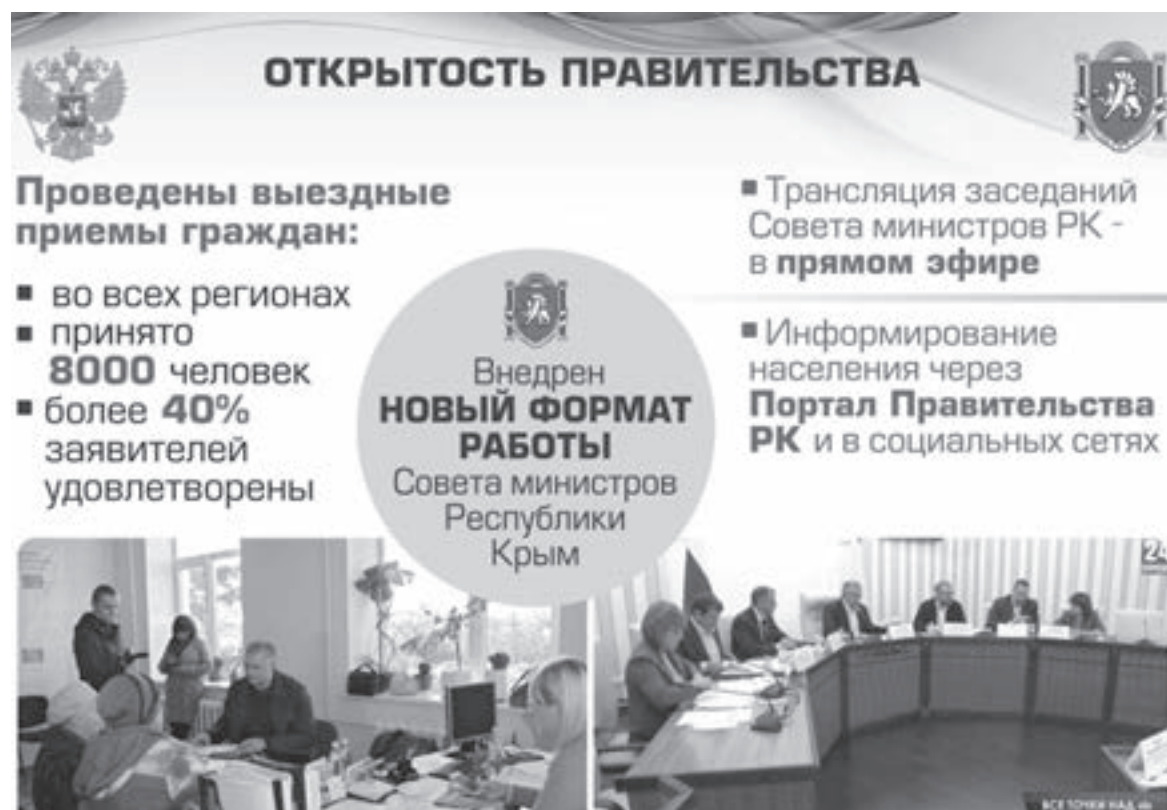 ОТКРЫТОСТЬ ПРАВИТЕЛЬСТВА
Проведены выездные
приемы граждан:
▪ во всех регионах
▪ принято
8000 человек
▪ более 40%
заявителей
удовлетворены
Внедрен
НОВЫЙ ФОРМАТ
РАБОТЫ
Совета министров
Республики
Крым
▪ Трансляция заседаний
Совета министров РК -
в прямом эфире
▪ Информирование
населения через
Портал Правительства
РК и в социальных сетях
24